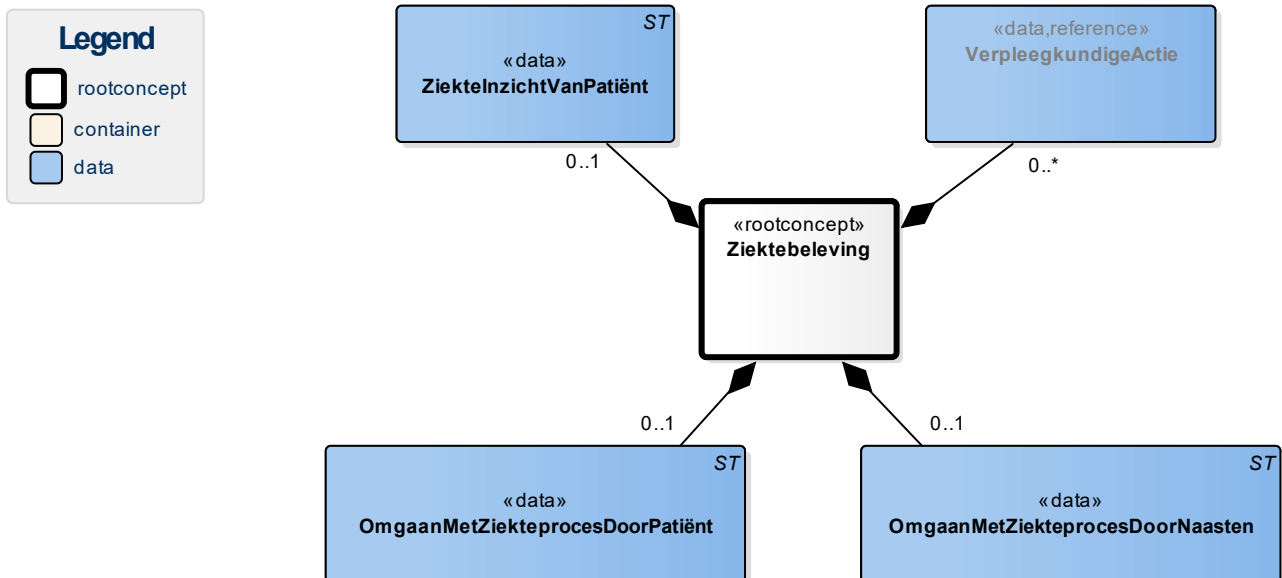 Legend
rootconcept
container
data
ST
«data»
ZiekteInzichtVanPatiënt
«data,reference»
VerpleegkundigeActie
0..1
0..*
«rootconcept»
Ziektebeleving
0..1
0..1
ST
«data»
OmgaanMetZiekteprocesDoorPatiënt
ST
«data»
OmgaanMetZiekteprocesDoorNaasten